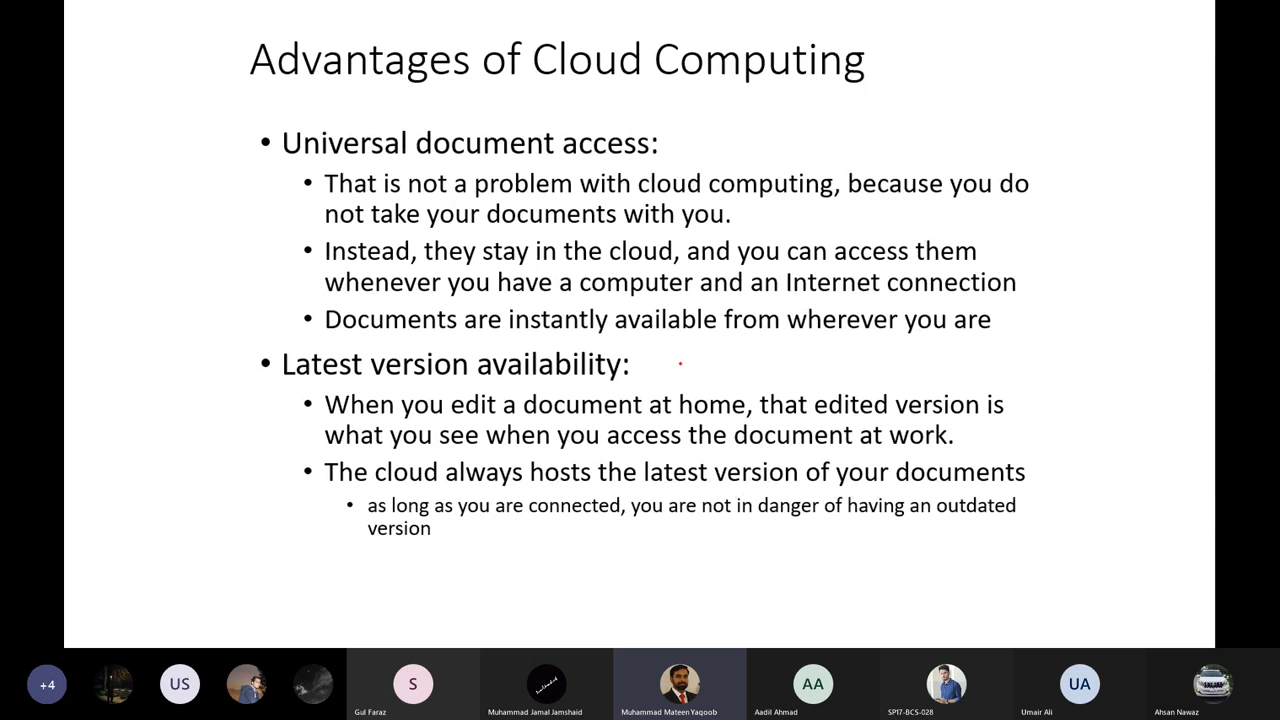 Advantages of Cloud Computing
• Universal document access:
• That is not a problem with cloud computing, because you do
not take your documents with you.
• Instead, they stay in the cloud, and you can access them
whenever you have a computer and an Internet connection
• Documents are instantly available from wherever you are
• Latest version availability:
• When you edit a document at home, that edited version is
what you see when you access the document at work.
• The cloud always hosts the latest version of your documents
• as long as you are connected, you are not in danger of having an outdated
version
+4
US
S
AA
UA
Gul Faraz
Muhammad Jamal Jamshaid
Muhammad Mateen Yaqoob
Aadil Ahmad
SP17-BCS-028
Umair Ali
Ahsan Nawaz